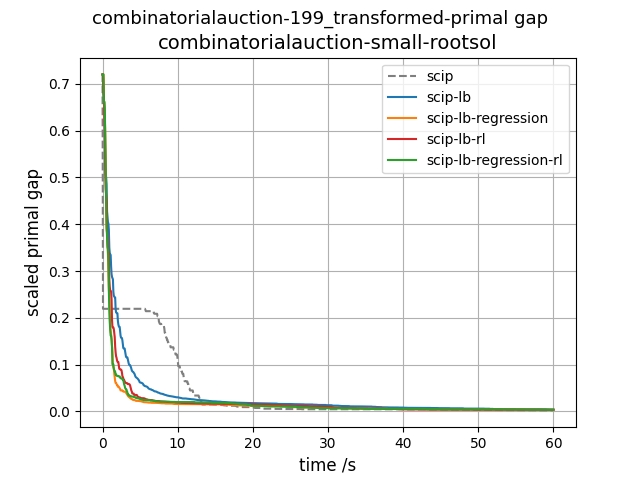 combinatorialauction-199_transformed-primal gap
combinatorialauction-small-rootsol
scaled primal gap
0.7
0.6
0.5
0.4
0.3
0.2
0.1
0.0
scip
scip-lb
scip-lb-regression
scip-lb-rl
scip-lb-regression-rl
0 10 20 30 40 50 60
time /s